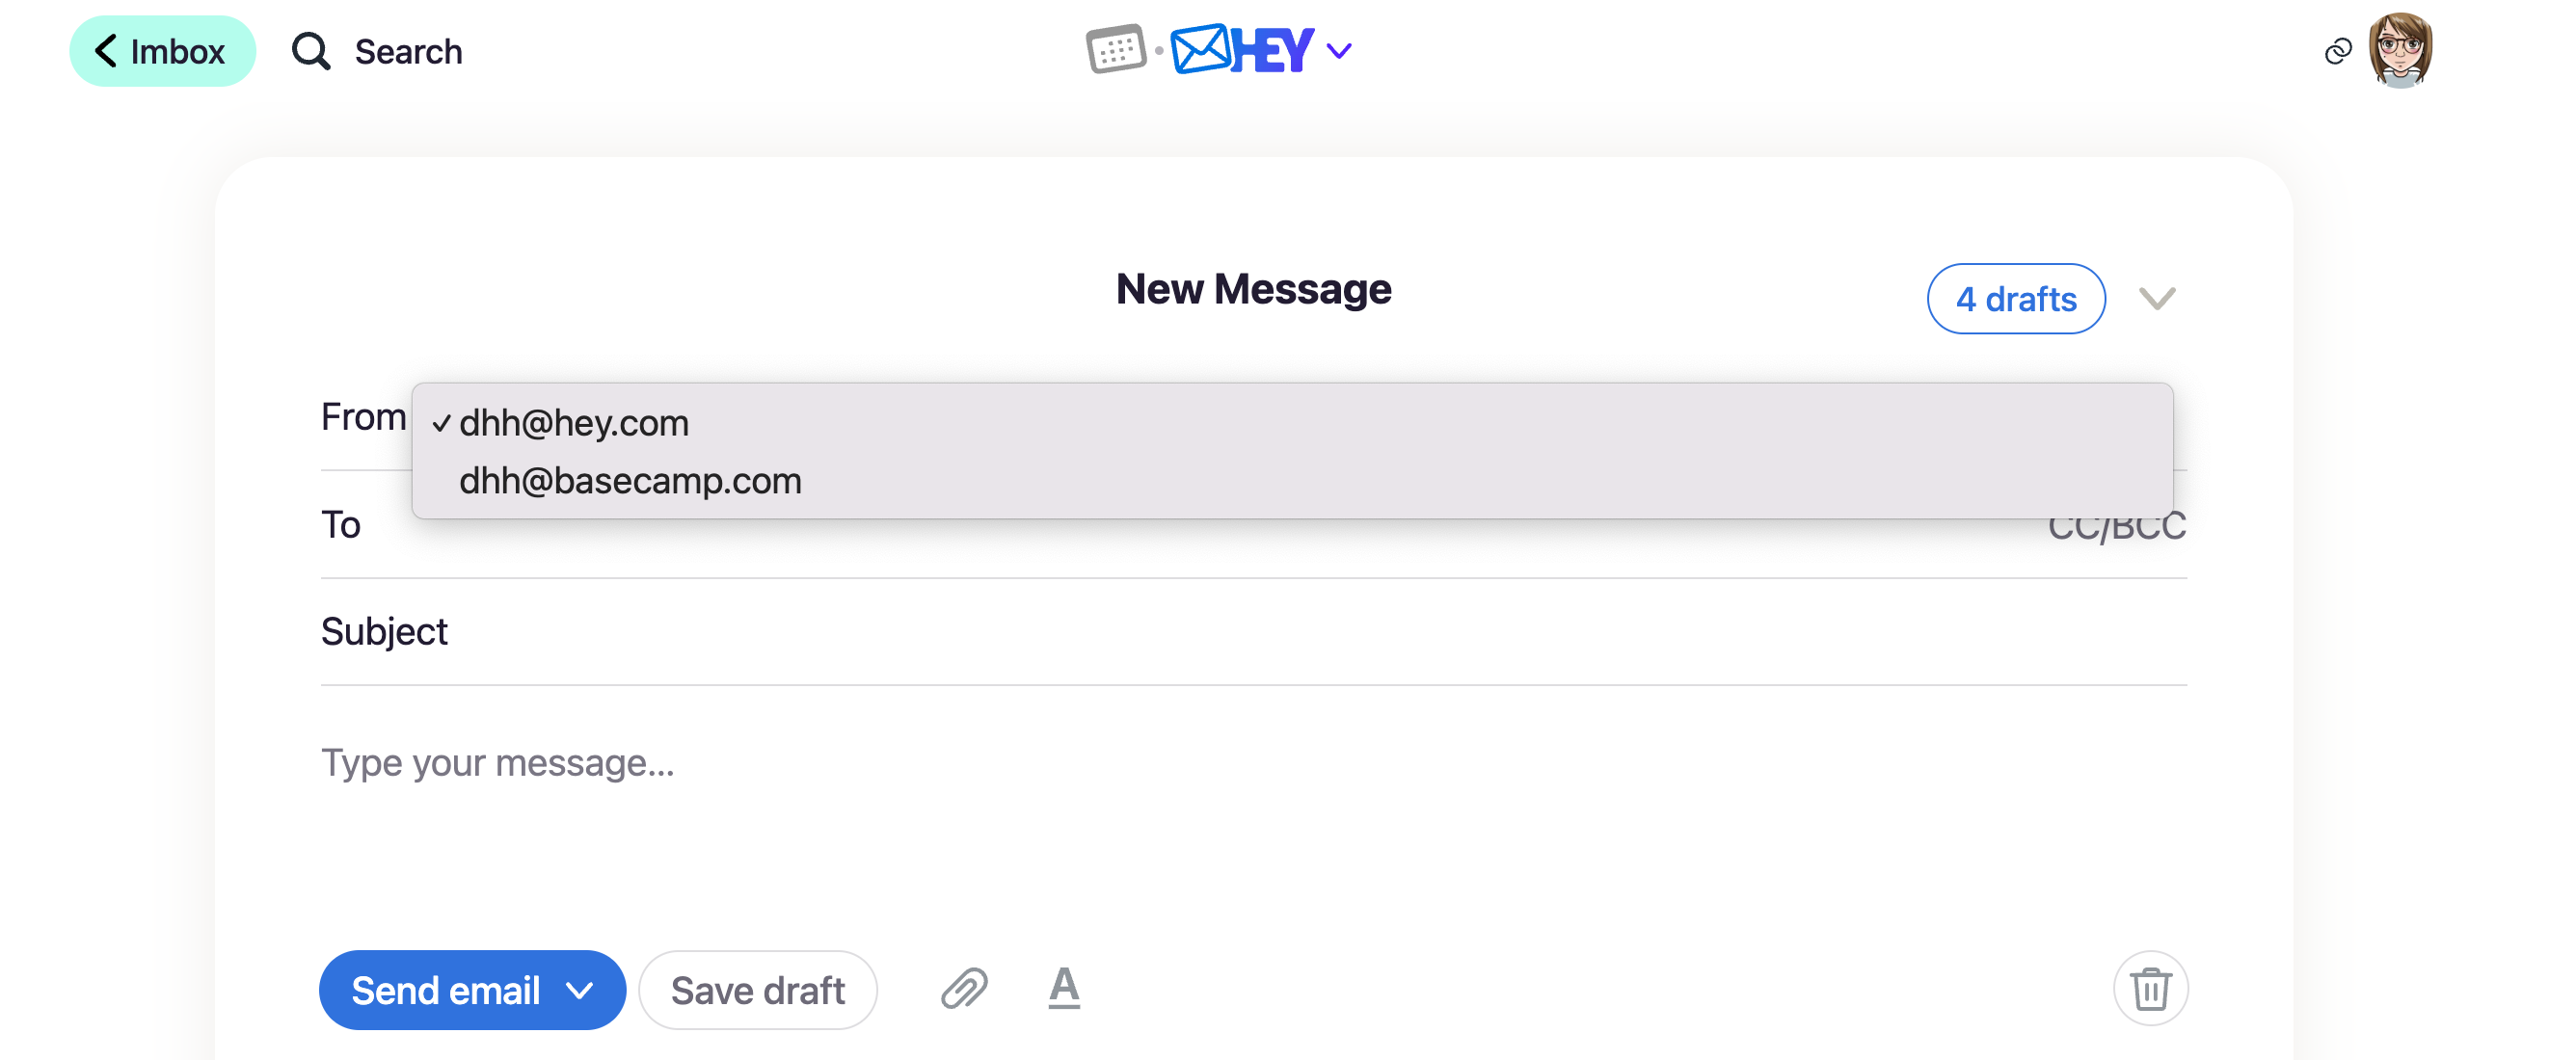 Imbox
Search
HEY
New Message
4 drafts
From
dhh@hey.com
dhh@basecamp.com
To
CC/BCC
Subject
Type your message...
Send email
Save draft
A